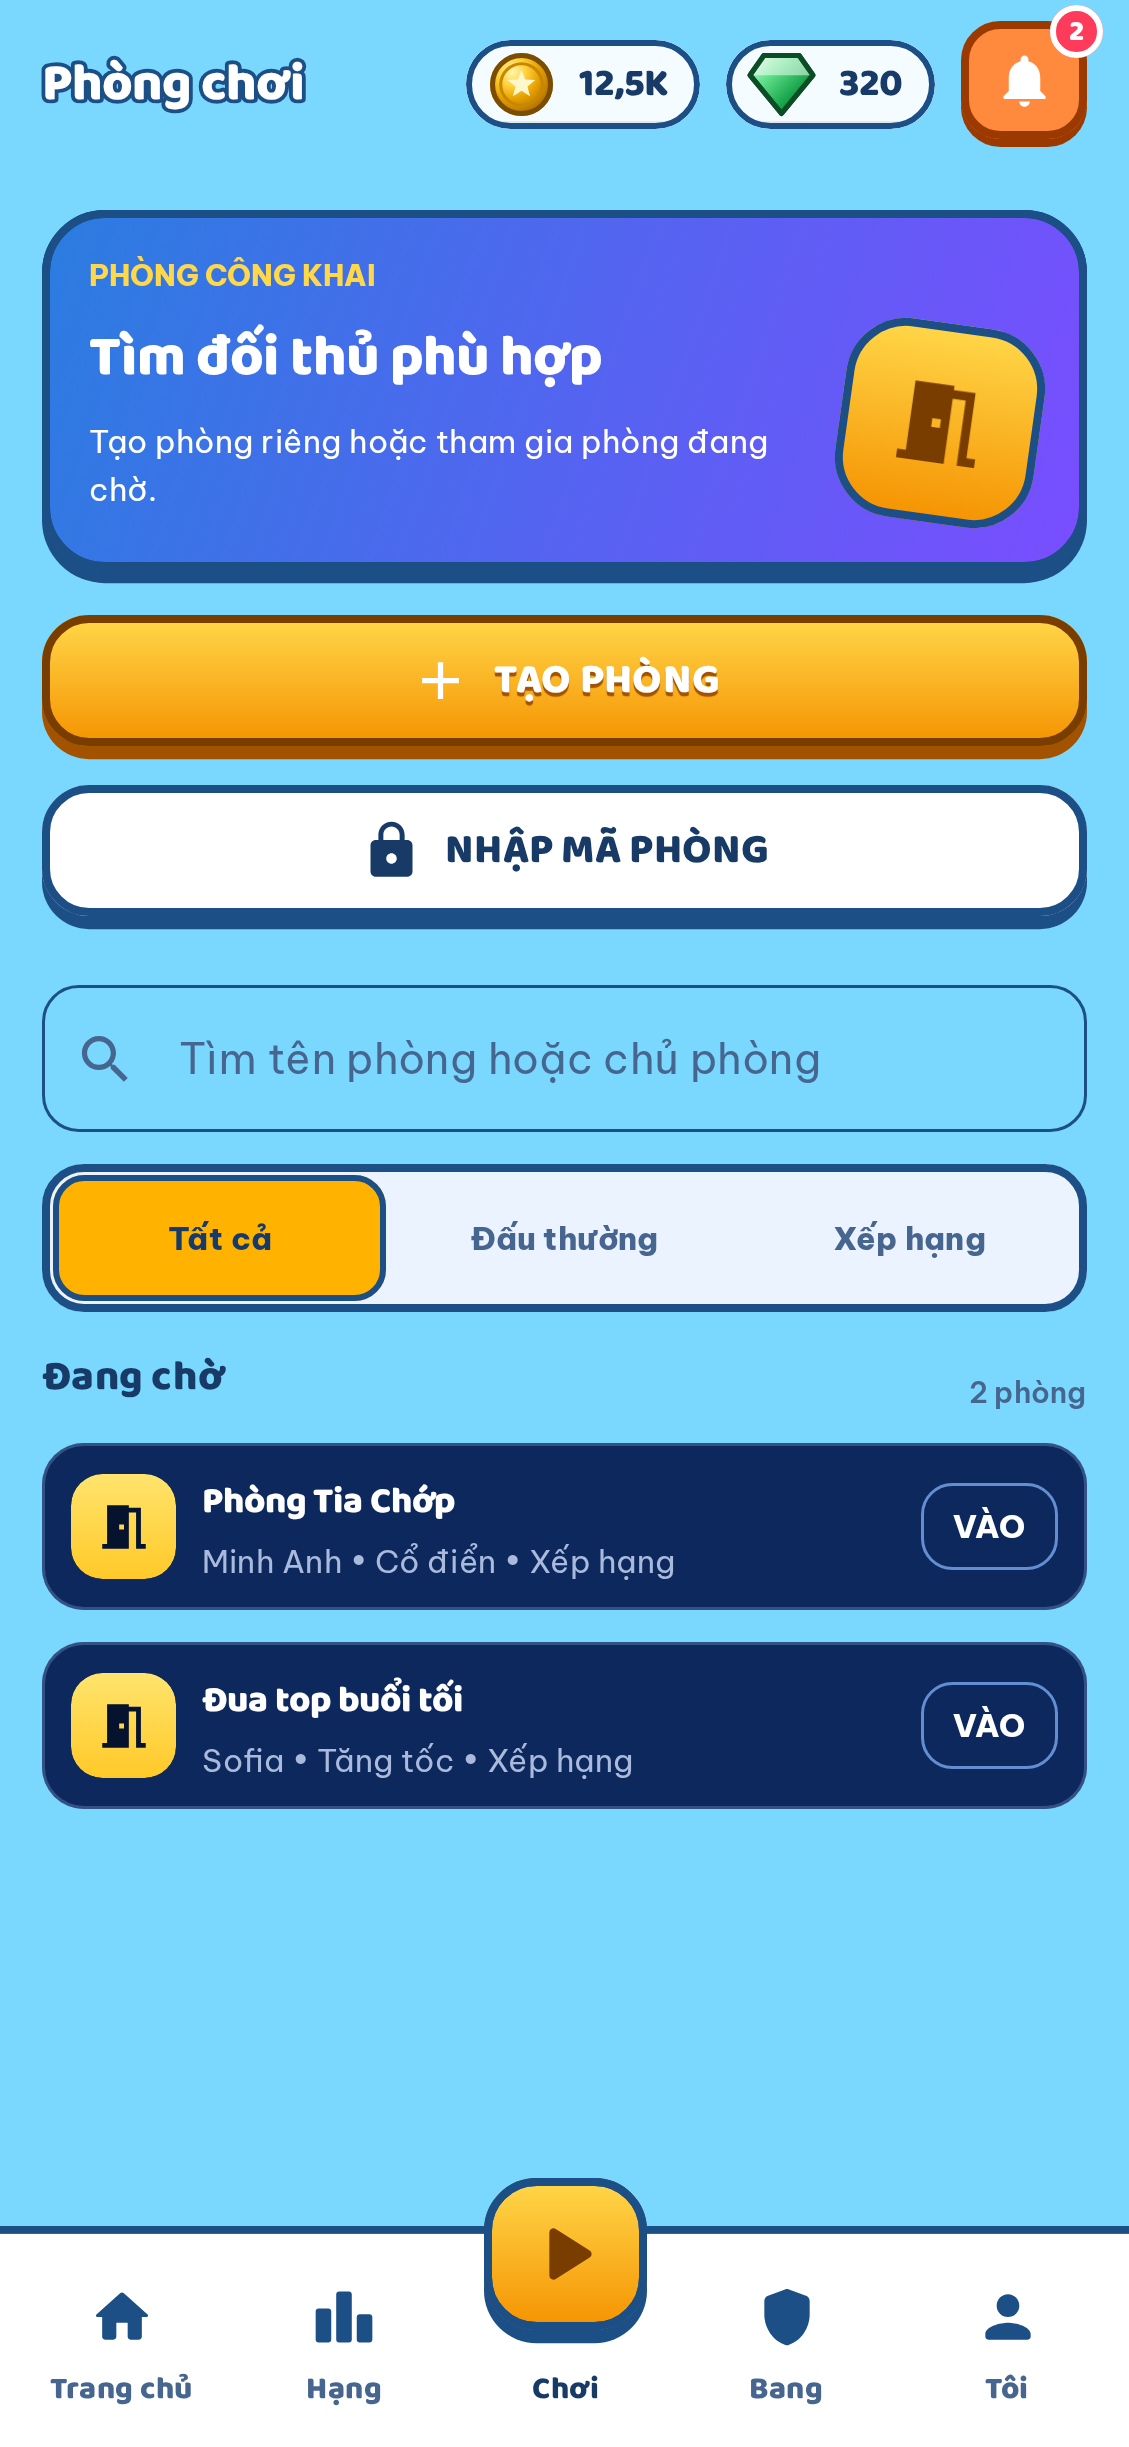 Phòng chơi
12,5K
320
2
PHÒNG CÔNG KHAI
Tìm đối thủ phù hợp
Tạo phòng riêng hoặc tham gia phòng đang
chờ.
TẠO PHÒNG
NHẬP MÃ PHÒNG
Tìm tên phòng hoặc chủ phòng
Tất cả
Đấu thường
Xếp hạng
Đang chờ
2 phòng
Phòng Tia Chớp
Minh Anh • Cổ điển • Xếp hạng
VÀO
Đua top buổi tối
Sofia • Tăng tốc • Xếp hạng
VÀO
Trang chủ
Hạng
Chơi
Bang
Tôi